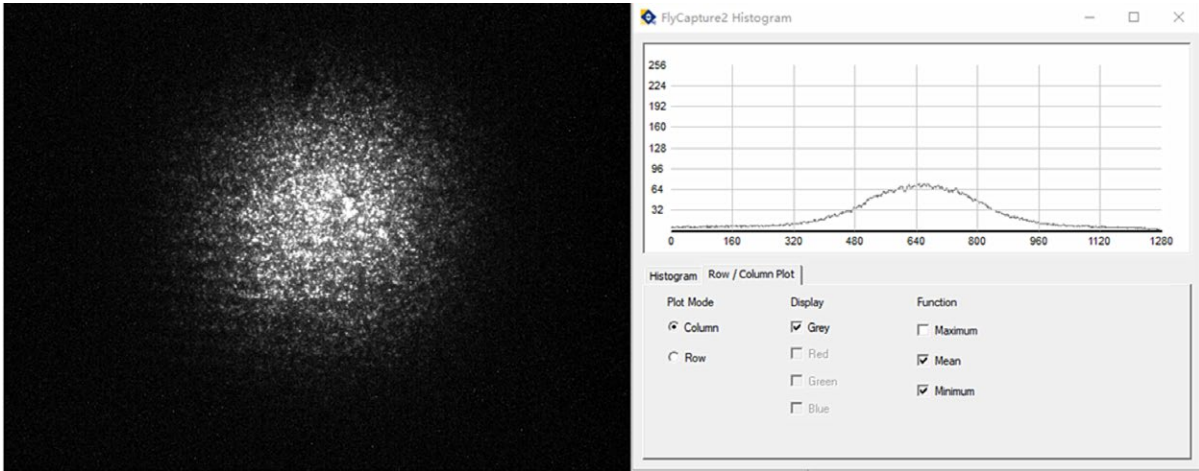 FlyCapture2 Histogram
256
224
192
160
128
96
64
32
0 160 320 480 640 800 960 1120 1280
Histogram Row / Column Plot
Plot Mode Display Function
Column Grey Maximum
Row Red Mean
Green Minimum
Blue